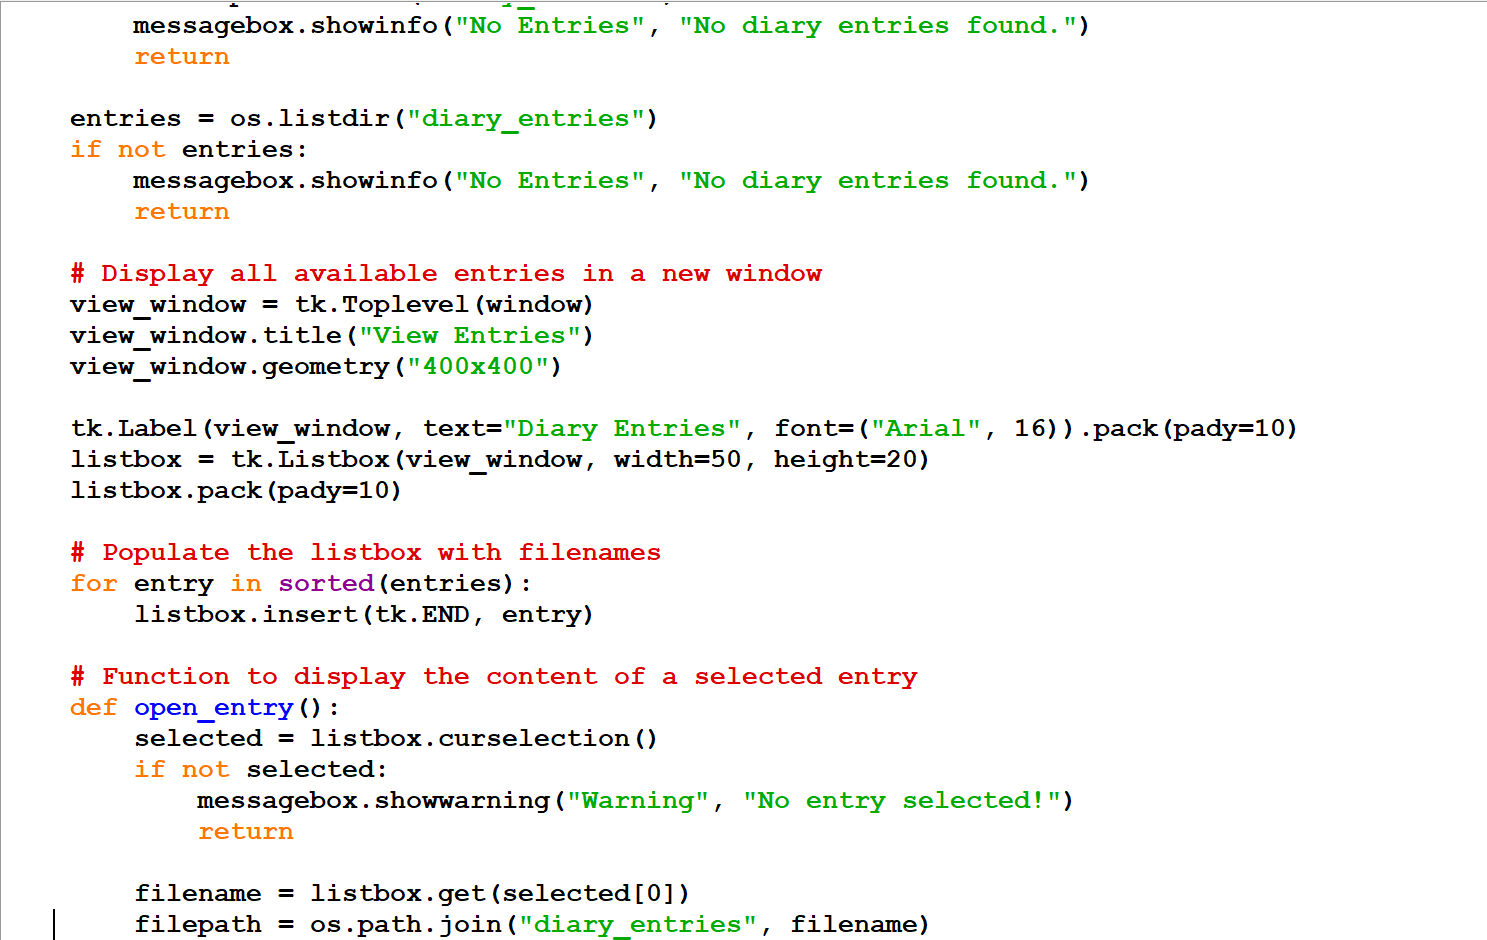 messagebox.showinfo("No Entries", "No diary entries found.")
return
entries = os.listdir("diary_entries")
if not entries:
messagebox.showinfo("No Entries", "No diary entries found.")
return
# Display all available entries in a new window
view_window = tk.Toplevel(window)
view_window.title("View Entries")
view_window.geometry("400x400")
tk.Label(view_window, text="Diary Entries", font=("Arial", 16)).pack(pady=10)
listbox = tk.Listbox(view_window, width=50, height=20)
listbox.pack(pady=10)
# Populate the listbox with filenames
for entry in sorted(entries):
listbox.insert(tk.END, entry)
# Function to display the content of a selected entry
def open_entry():
selected = listbox.curselection()
if not selected:
messagebox.showwarning("Warning", "No entry selected!")
return
filename = listbox.get(selected[0])
filepath = os.path.join("diary_entries", filename)